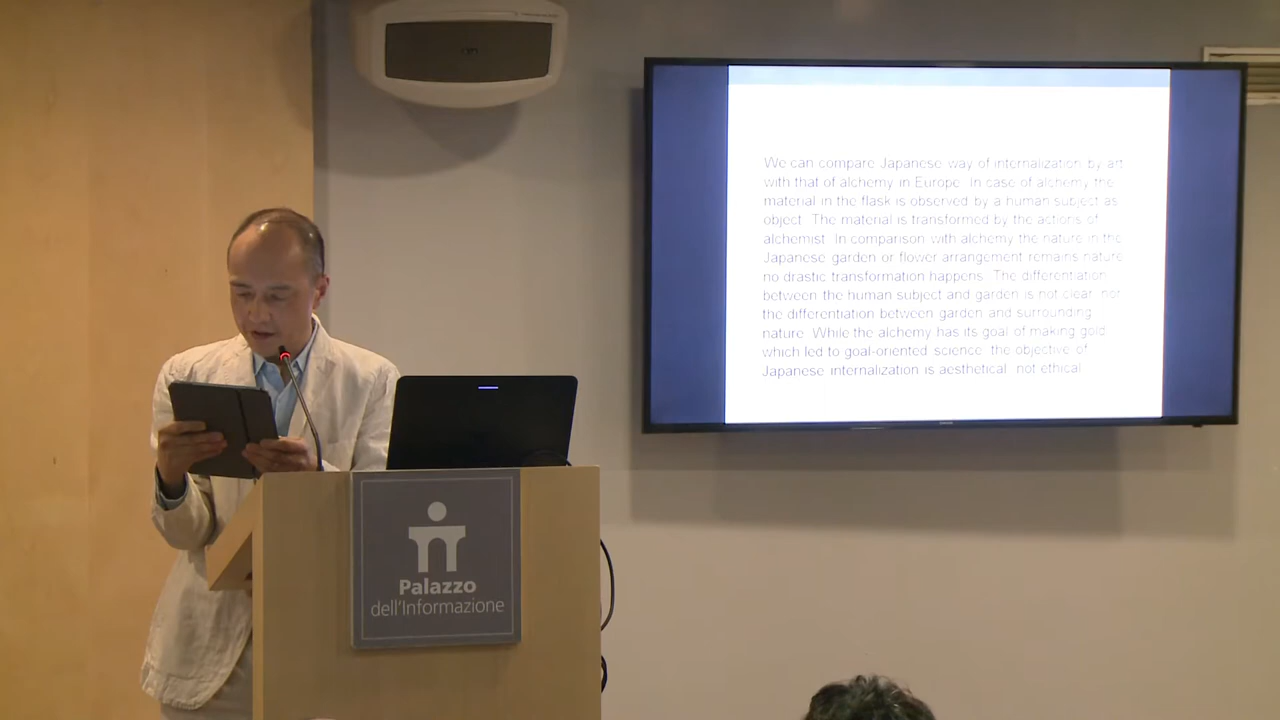 We can compare Japanese way of internalization by art
with that of alchemy in Europe. In case of alchemy the
material in the flask is observed by a human subject as
object. The material is transformed by the actions of
alchemist. In comparison with alchemy the nature in the
Japanese garden or flower arrangement remains nature
no drastic transformation happens. The differentiation
between the human subject and garden is not clear, nor
the differentiation between garden and surrounding
nature. While the alchemy has its goal of making gold
which led to goal-oriented science, the objective of
Japanese internalization is aesthetical, not ethical.
Palazzo
dell'Informazione